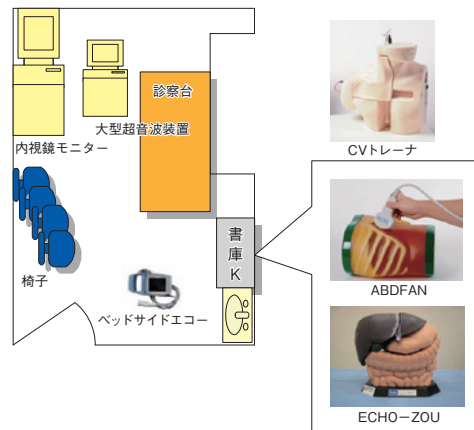 診察台
大型超音波装置
内視鏡モニター
椅子
ベッドサイドエコー
書庫K
CVトレーナ
ABDFAN
ECHO−ZOU